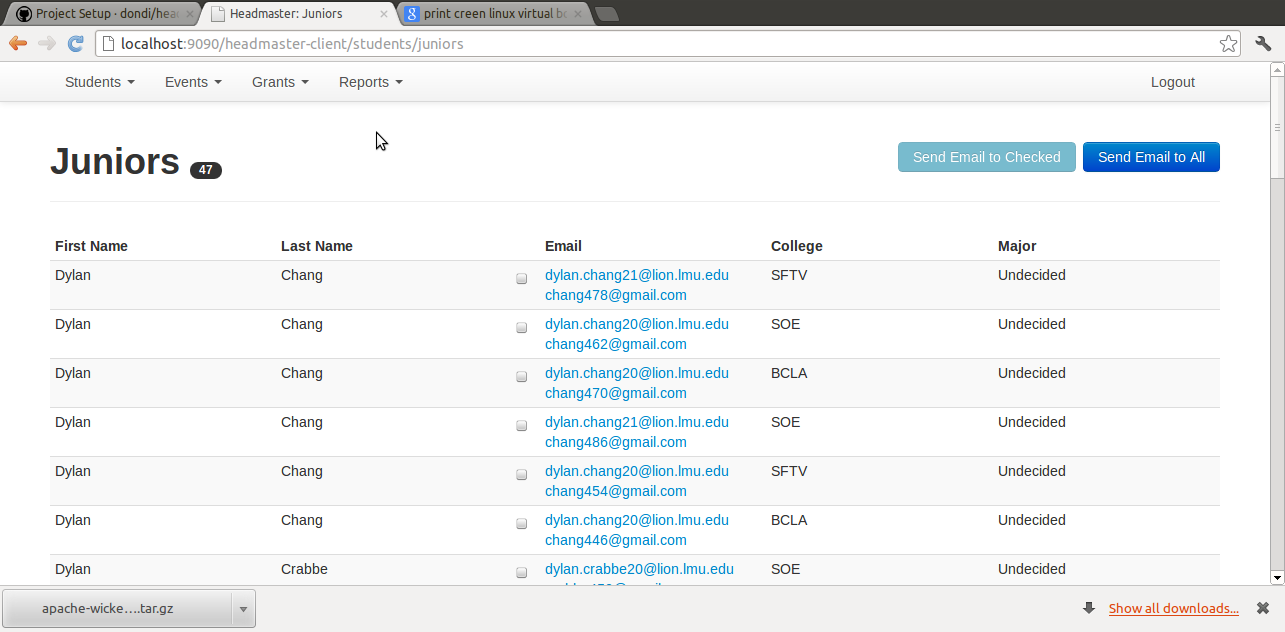 Project Setup · dondi/hea
Headmaster: Juniors
print creen linux virtual bo
localhost:9090/headmaster-client/students/juniors
Students Events Grants Reports Logout
Juniors 47 Send Email to Checked Send Email to All
First Name Last Name Email College Major
Dylan Chang dylan.chang21@lion.lmu.edu SFTV Undecided
chang478@gmail.com
Dylan Chang dylan.chang20@lion.lmu.edu SOE Undecided
chang462@gmail.com
Dylan Chang dylan.chang20@lion.lmu.edu BCLA Undecided
chang470@gmail.com
Dylan Chang dylan.chang21@lion.lmu.edu SOE Undecided
chang486@gmail.com
Dylan Chang dylan.chang20@lion.lmu.edu SFTV Undecided
chang454@gmail.com
Dylan Chang dylan.chang20@lion.lmu.edu BCLA Undecided
chang446@gmail.com
Dylan Crabbe dylan.crabbe20@lion.lmu.edu SOE Undecided
apache-wicke….tar.gz Show all downloads...